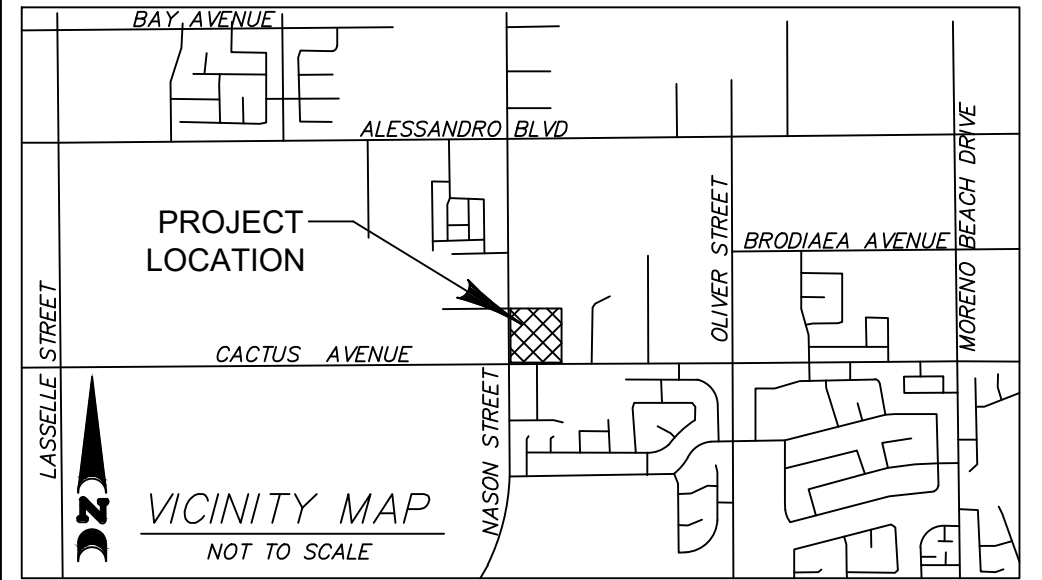 BAY AVENUE
ALESSANDRO BLVD
PROJECT
LOCATION
OLIVER STREET
BRODIAEA AVENUE
MORENO BEACH DRIVE
LASSELLE STREET
CACTUS AVENUE
NASON STREET
N
VICINITY MAP
NOT TO SCALE